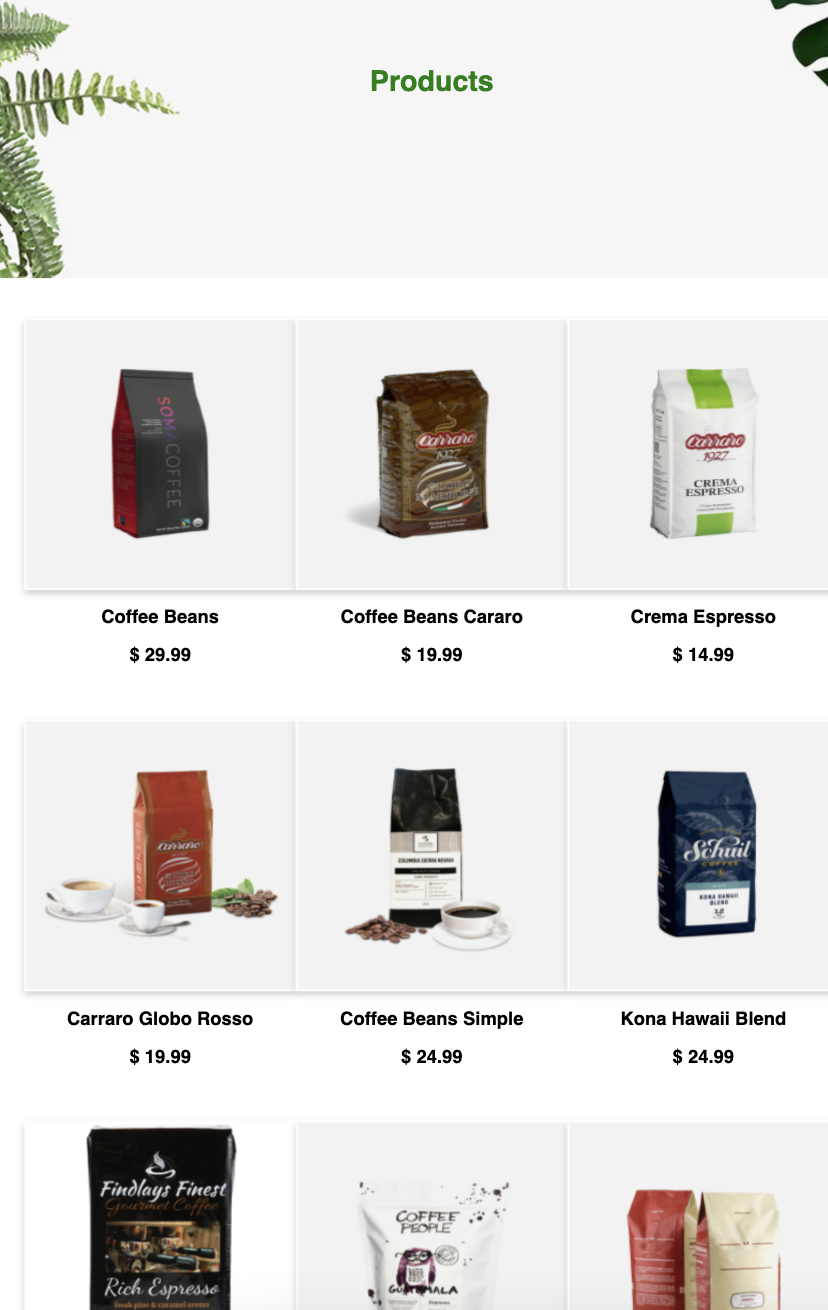 Products
SOMACOFFEE
Carraro
1927
Carraro
1927
CREMA
ESPRESSO
Coffee Beans
Coffee Beans Cararo
Crema Espresso
$ 29.99
$ 19.99
$ 14.99
Carraro
COLOMBIA SIERRA NEVADA
Schuil
COFFEE
KONA HAWAII
BLEND
12
Carraro Globo Rosso
Coffee Beans Simple
Kona Hawaii Blend
$ 19.99
$ 24.99
$ 24.99
Findlays Finest
Gourmet Coffee
Rich Espresso
fresh pine & caramel aroma
COFFEE
PEOPLE
GUATEMALA
Espresso